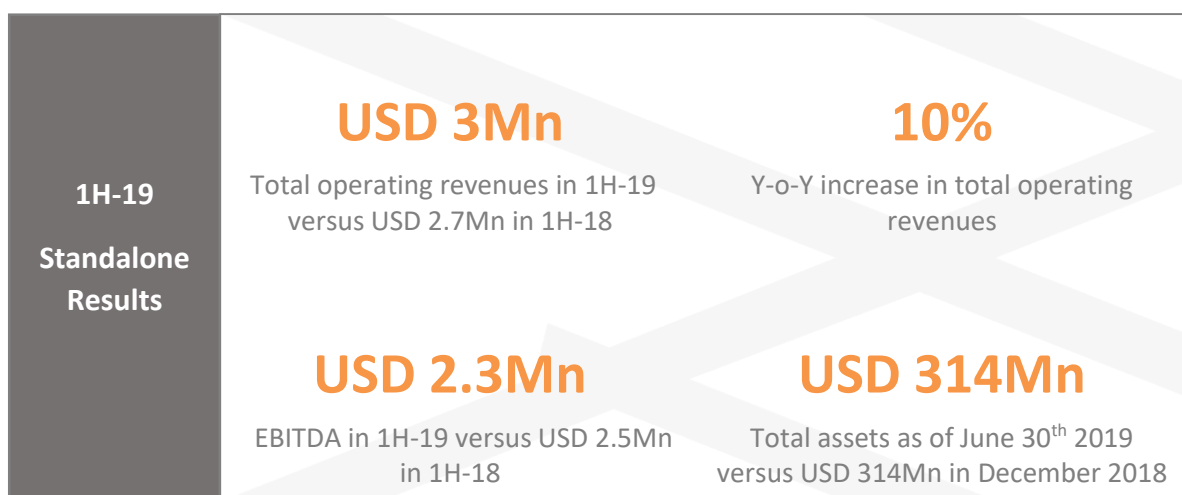 1H-19
Standalone
Results
USD 3Mn
Total operating revenues in 1H-19
versus USD 2.7Mn in 1H-18
10%
Y-o-Y increase in total operating
revenues
USD 2.3Mn
EBITDA in 1H-19 versus USD 2.5Mn
in 1H-18
USD 314Mn
Total assets as of June 30th 2019
versus USD 314Mn in December 2018